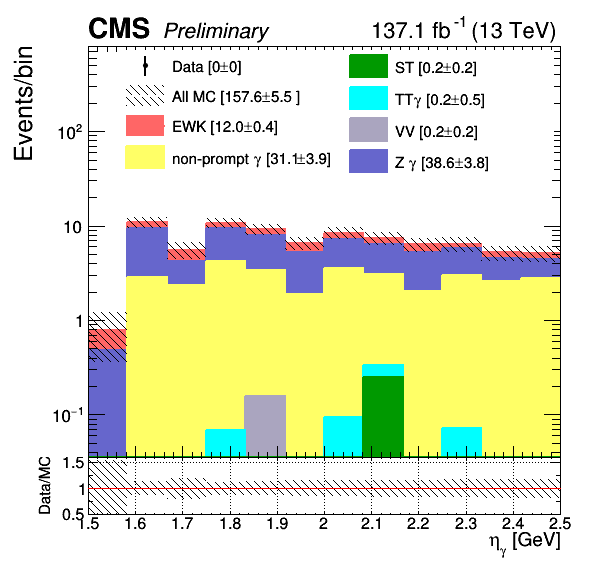 CMS Preliminary 137.1 fb⁻¹ (13 TeV)
Events/bin
Data [0±0]
All MC [157.6±5.5 ]
EWK [12.0±0.4]
non-prompt γ [31.1±3.9]
ST [0.2±0.2]
TTγ [0.2±0.5]
VV [0.2±0.2]
Z γ [38.6±3.8]
10²
10
1
10⁻¹
Data/MC
1.5
1
0.5
1.5 1.6 1.7 1.8 1.9 2 2.1 2.2 2.3 2.4 2.5
ηγ [GeV]